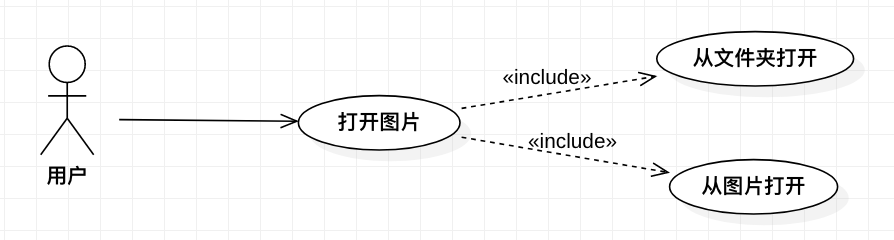 用户
打开图片
«include»
从文件夹打开
«include»
从图片打开